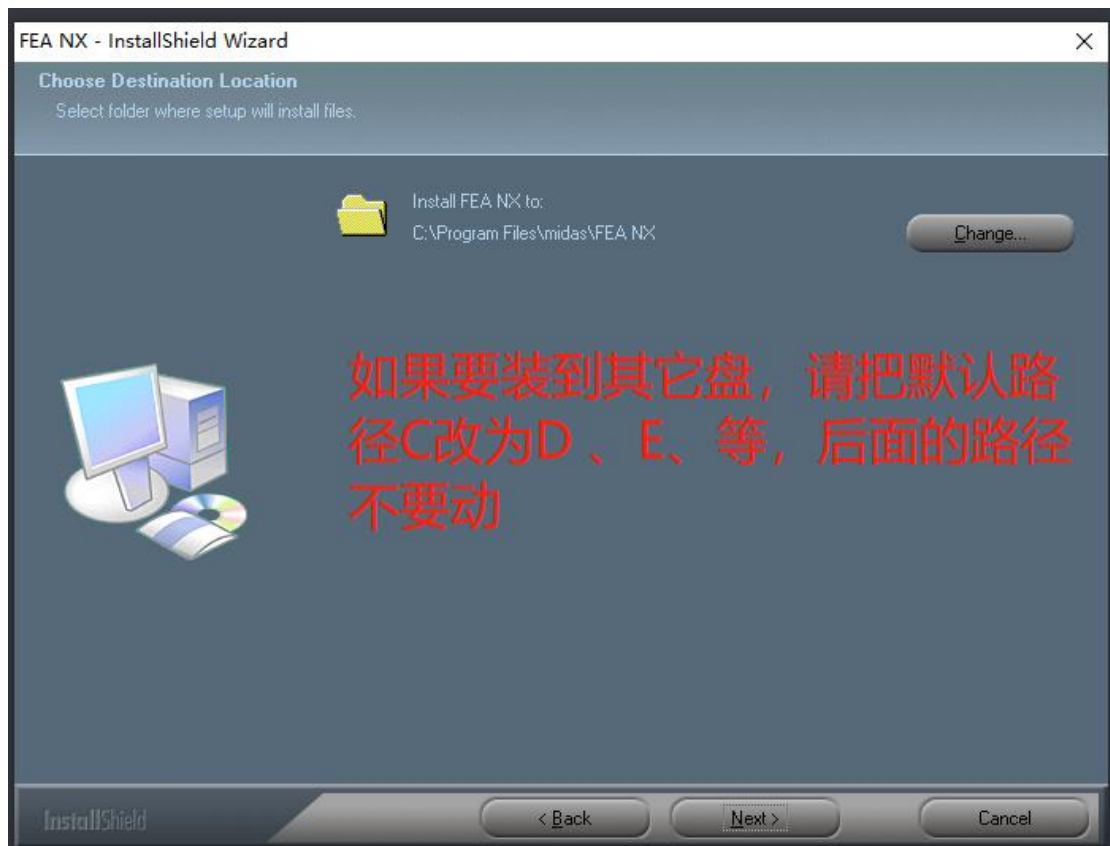 FEA NX - InstallShield Wizard
Choose Destination Location
Select folder where setup will install files.
Install FEA NX to:
C:\Program Files\midas\FEA NX
Change...
如果要装到其它盘，请把默认路
径C改为D 、E、等，后面的路径
不要动
InstallShield
< Back
Next >
Cancel